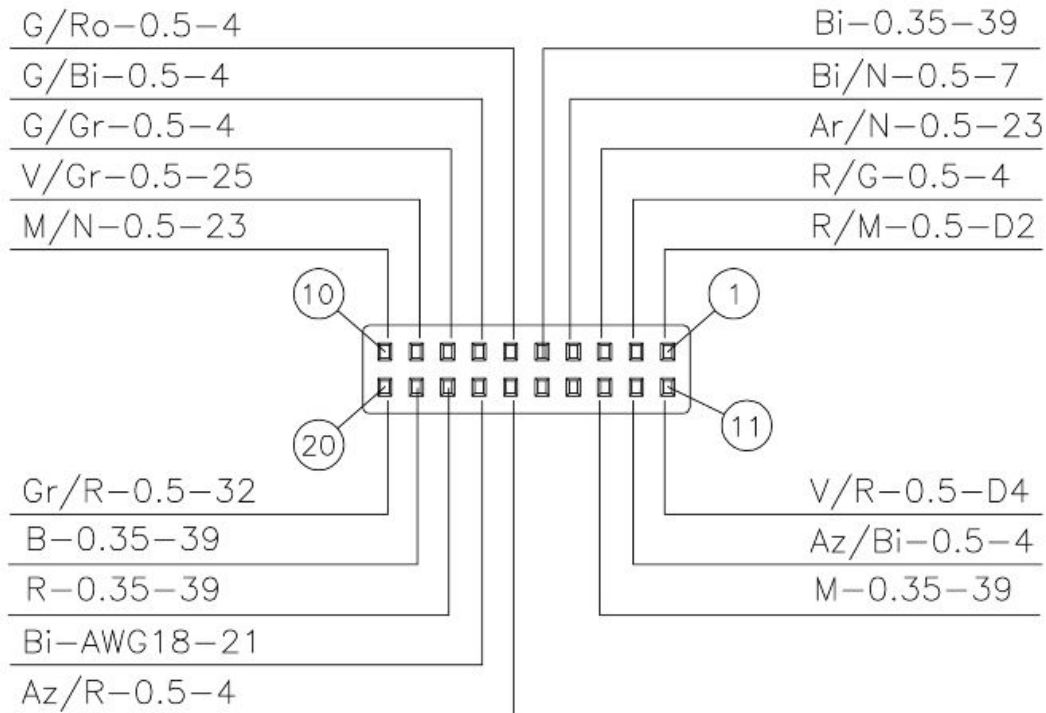 G/Ro-0.5-4
G/Bi-0.5-4
G/Gr-0.5-4
V/Gr-0.5-25
M/N-0.5-23
Bi-0.35-39
Bi/N-0.5-7
Ar/N-0.5-23
R/G-0.5-4
R/M-0.5-D2
10
1
20
11
Gr/R-0.5-32
B-0.35-39
R-0.35-39
Bi-AWG18-21
Az/R-0.5-4
V/R-0.5-D4
Az/Bi-0.5-4
M-0.35-39